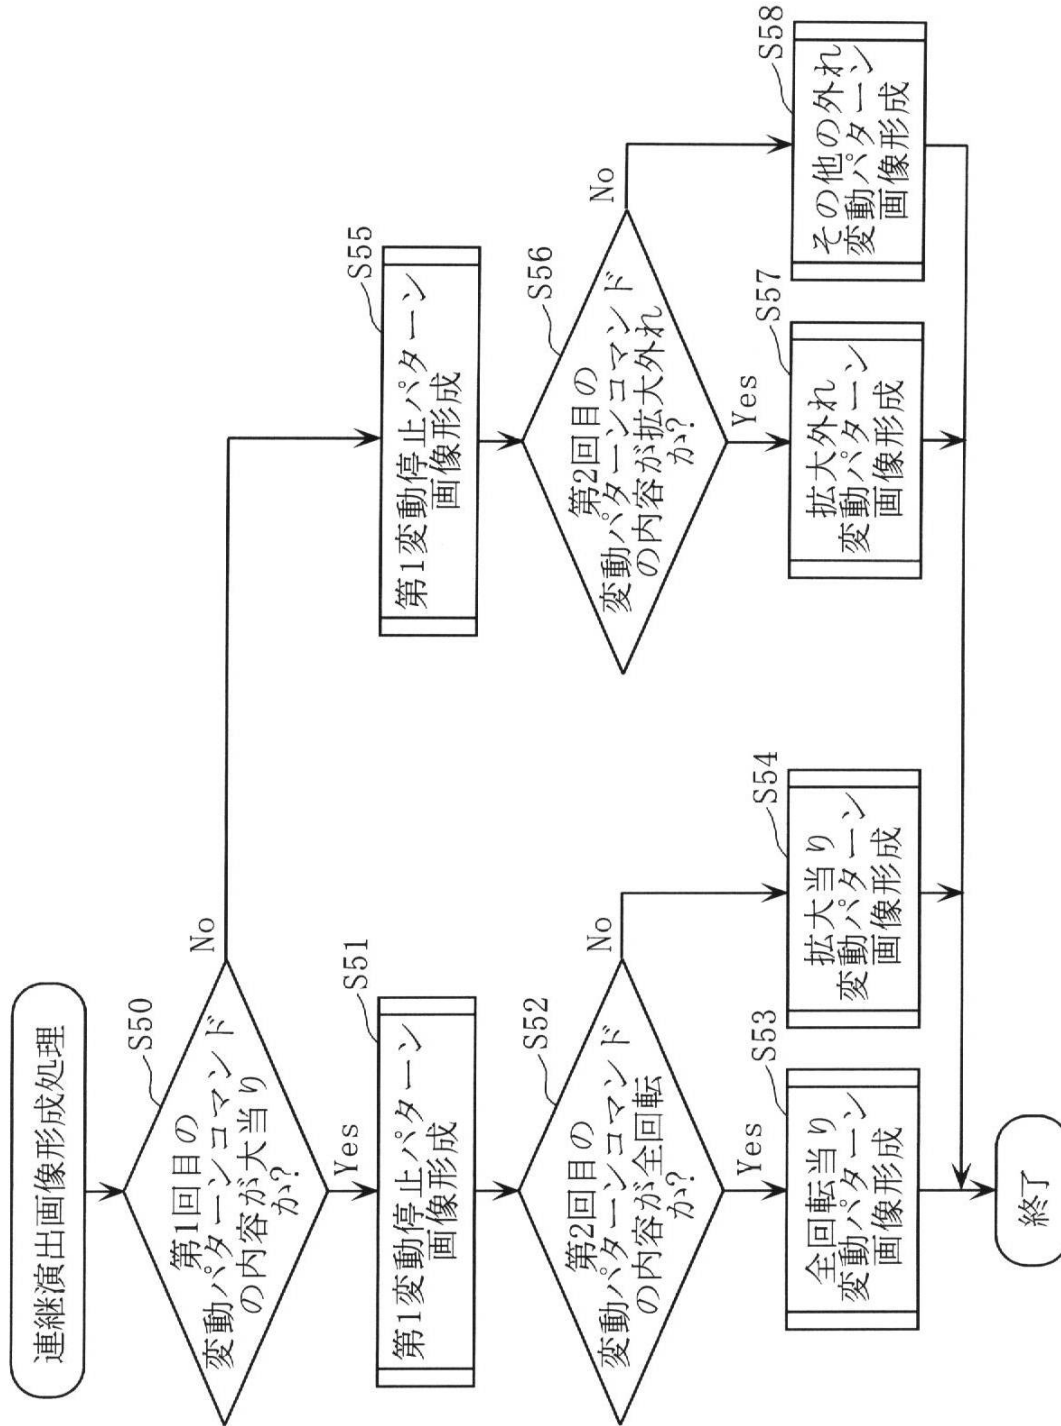 連継演出画像形成処理
S50
第1回目の
変動パターンコマンド
の内容が大当り
か?
No
Yes
S51
第1変動停止パターン
画像形成
S52
第2回目の
変動パターンコマンド
の内容が全回転
か?
No
Yes
S53
全回転当り
変動パターン
画像形成
S54
拡大当り
変動パターン
画像形成
S55
第1変動停止パターン
画像形成
S56
第2回目の
変動パターンコマンド
の内容が拡大外れ
か?
No
Yes
S57
拡大外れ
変動パターン
画像形成
S58
その他の外れ
変動パターン
画像形成
終了